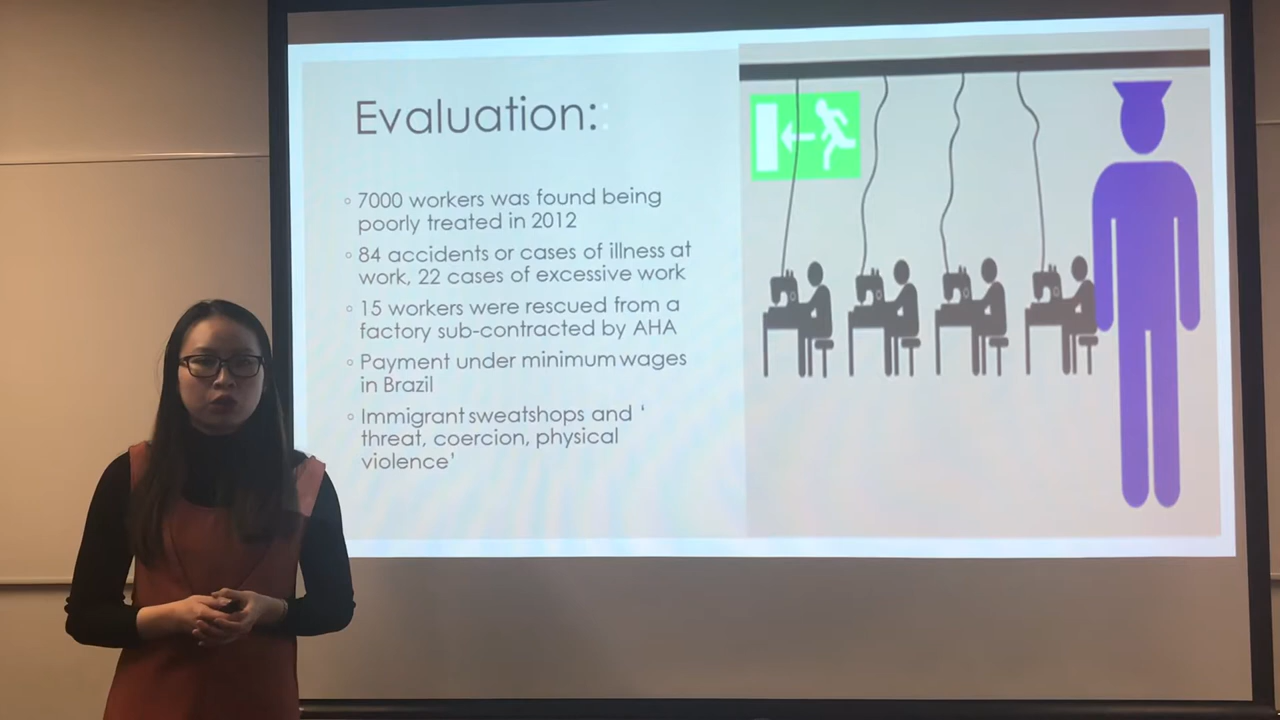 Evaluation::
◦ 7000 workers was found being
poorly treated in 2012
◦ 84 accidents or cases of illness at
work, 22 cases of excessive work
◦ 15 workers were rescued from a
factory sub-contracted by AHA
◦ Payment under minimum wages
in Brazil
◦ Immigrant sweatshops and ‘
threat, coercion, physical
violence’